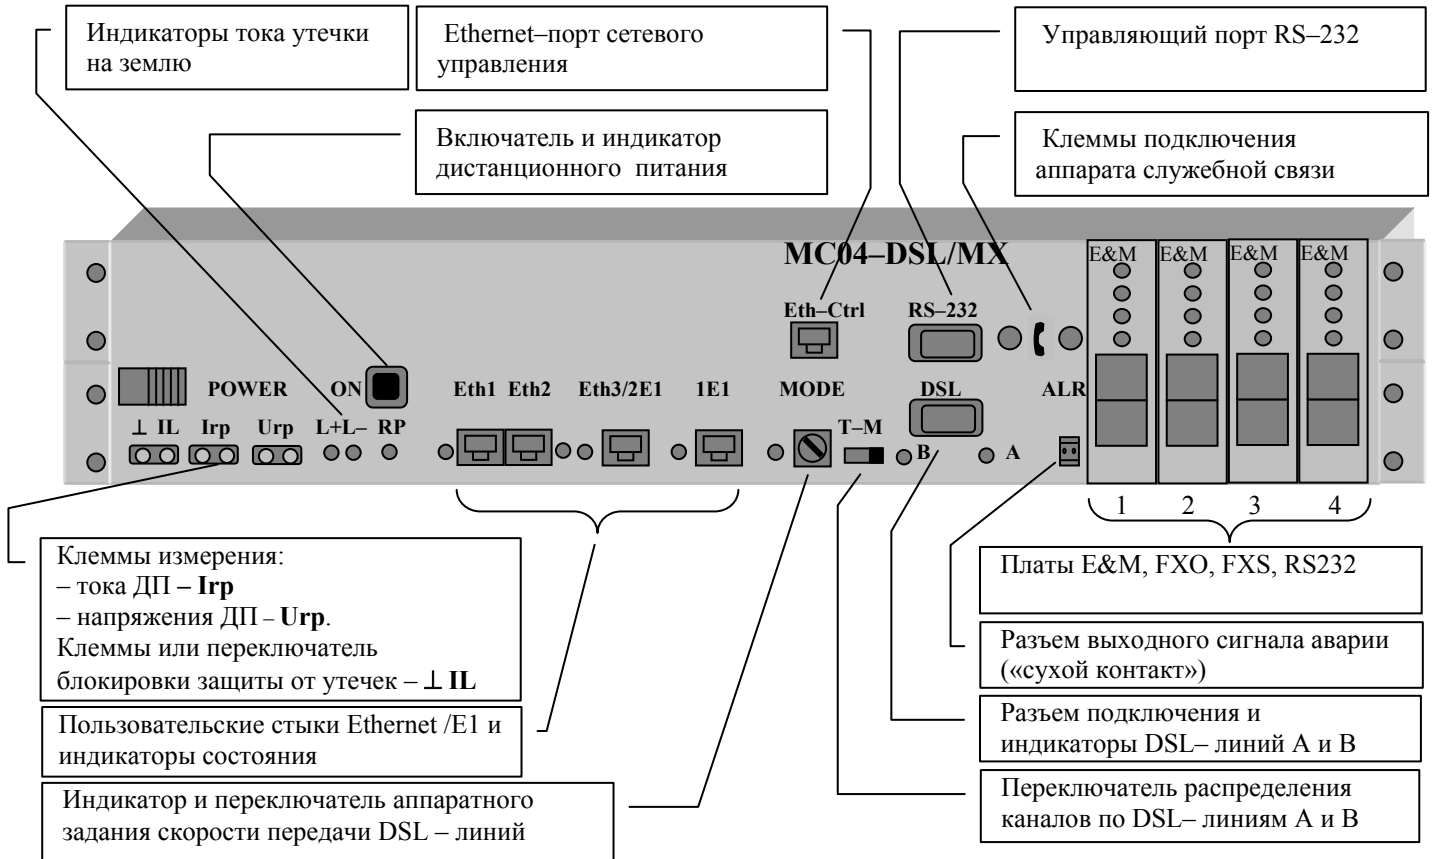 Индикаторы тока утечки
на землю
Ethernet–порт сетевого
управления
Управляющий порт RS–232
Включатель и индикатор
дистанционного питания
Клеммы подключения
аппарата служебной связи
MC04–DSL/MX
E&M E&M E&M E&M
Eth–Ctrl RS–232
POWER ON Eth1 Eth2 Eth3/2E1 1E1 MODE DSL ALR
⊥ IL Irp Urp L+L– RP T–M
B A
1 2 3 4
Клеммы измерения:
– тока ДП – Irp
– напряжения ДП – Urp.
Клеммы или переключатель
блокировки защиты от утечек – ⊥ IL
Платы E&M, FXO, FXS, RS232
Разъем выходного сигнала аварии
(«сухой контакт»)
Пользовательские стыки Ethernet /E1 и
индикаторы состояния
Разъем подключения и
индикаторы DSL– линий А и В
Индикатор и переключатель аппаратного
задания скорости передачи DSL – линий
Переключатель распределения
каналов по DSL– линиям А и В